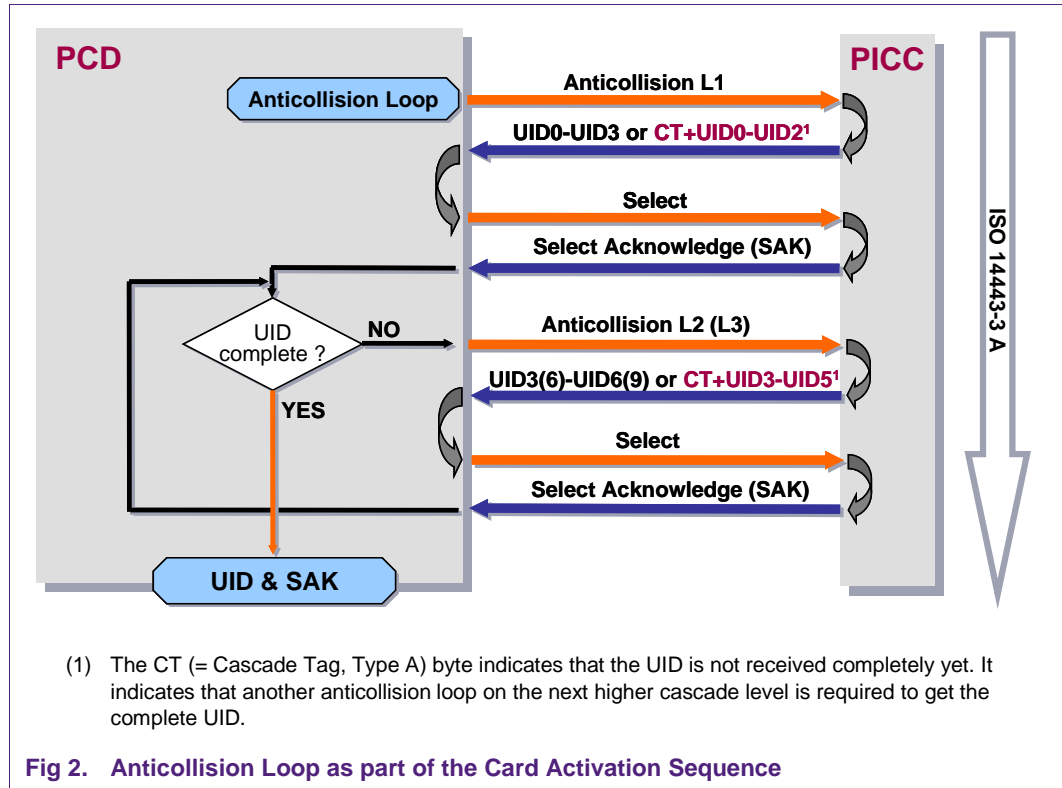 PCD
PICC
Anticollision Loop
Anticollision L1
UID0-UID3 or CT+UID0-UID2¹
Select
Select Acknowledge (SAK)
UID
complete ?
NO
YES
Anticollision L2 (L3)
UID3(6)-UID6(9) or CT+UID3-UID5¹
Select
Select Acknowledge (SAK)
UID & SAK
ISO 14443-3 A
(1) The CT (= Cascade Tag, Type A) byte indicates that the UID is not received completely yet. It
indicates that another anticollision loop on the next higher cascade level is required to get the
complete UID.
Fig 2. Anticollision Loop as part of the Card Activation Sequence